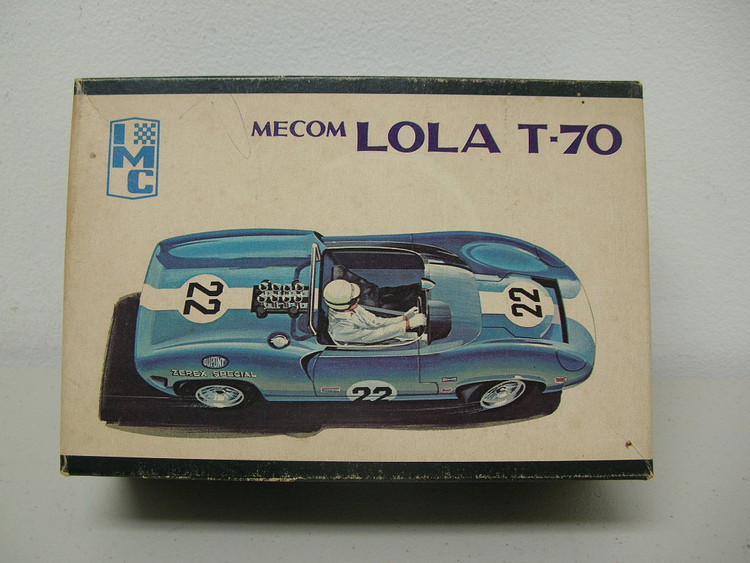 IMC
MECOM LOLA T-70
22
22
DUPONT
ZEREX SPECIAL
22